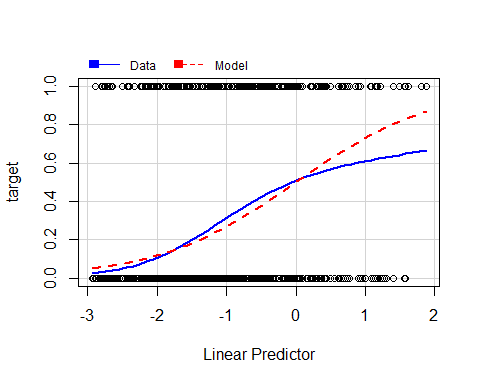 Data Model
target
0.0 0.2 0.4 0.6 0.8 1.0
-3 -2 -1 0 1 2
Linear Predictor